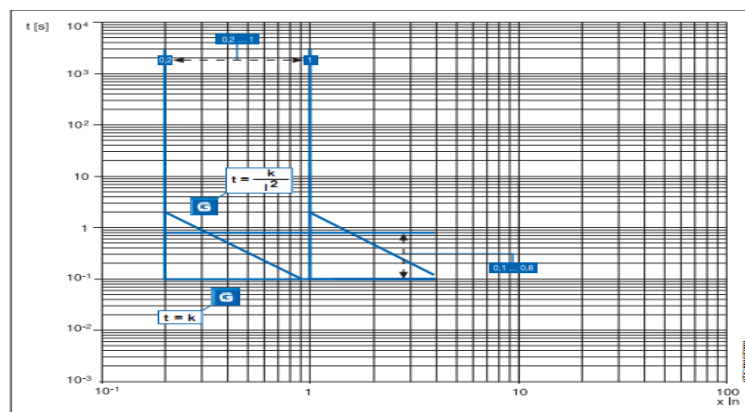 t [s]
10⁴
0,2 ... 1
0,2
1
10³
10²
10
t = k / I²
G
1
0,1 ... 0,8
10⁻¹
G
t = k
10⁻²
10⁻³
10⁻¹
1
10
100
x In